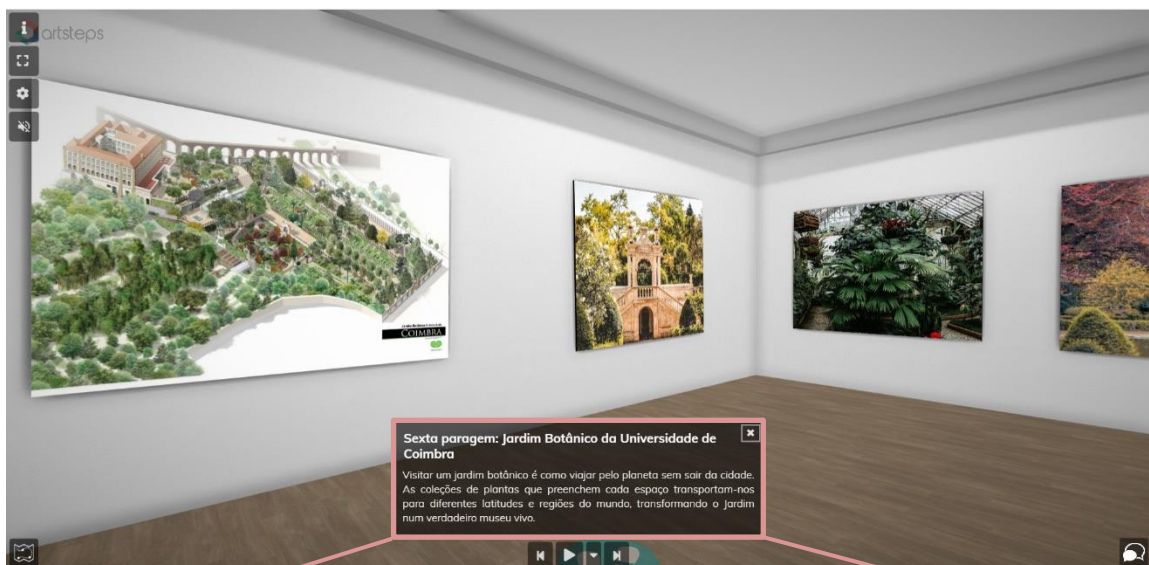 artsteps
COIMBRA
Sexta paragem: Jardim Botânico da Universidade de
Coimbra
Visitar um jardim botânico é como viajar pelo planeta sem sair da cidade.
As coleções de plantas que preenchem cada espaço transportam-nos
para diferentes latitudes e regiões do mundo, transformando o Jardim
num verdadeiro museu vivo.